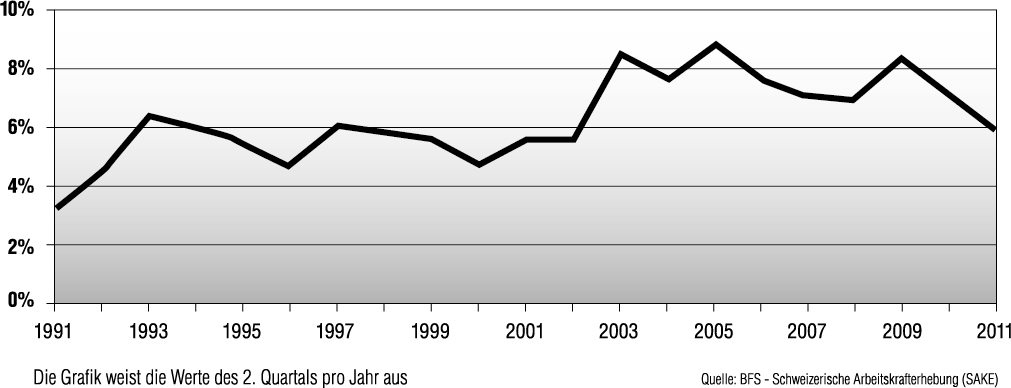 10%
8%
6%
4%
2%
0%
1991 1993 1995 1997 1999 2001 2003 2005 2007 2009 2011
Die Grafik weist die Werte des 2. Quartals pro Jahr aus
Quelle: BFS - Schweizerische Arbeitskrafterhebung (SAKE)